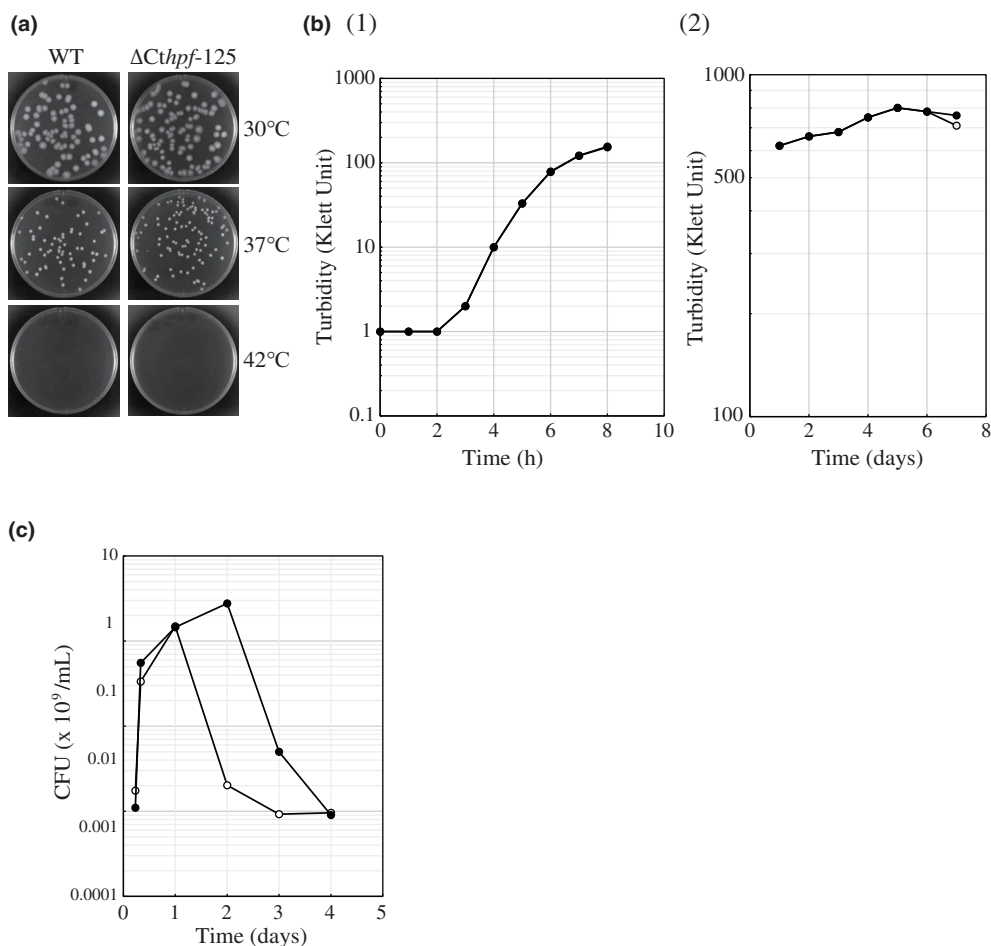 (a)
WT ΔCthpf-125
30°C
37°C
42°C
(b) (1)
1000
100
10
1
0.1
0 2 4 6 8 10
Turbidity (Klett Unit)
Time (h)
(2)
1000
500
100
0 2 4 6 8
Turbidity (Klett Unit)
Time (days)
(c)
10
1
0.1
0.01
0.001
0.0001
0 1 2 3 4 5
CFU (x 10⁹/mL)
Time (days)